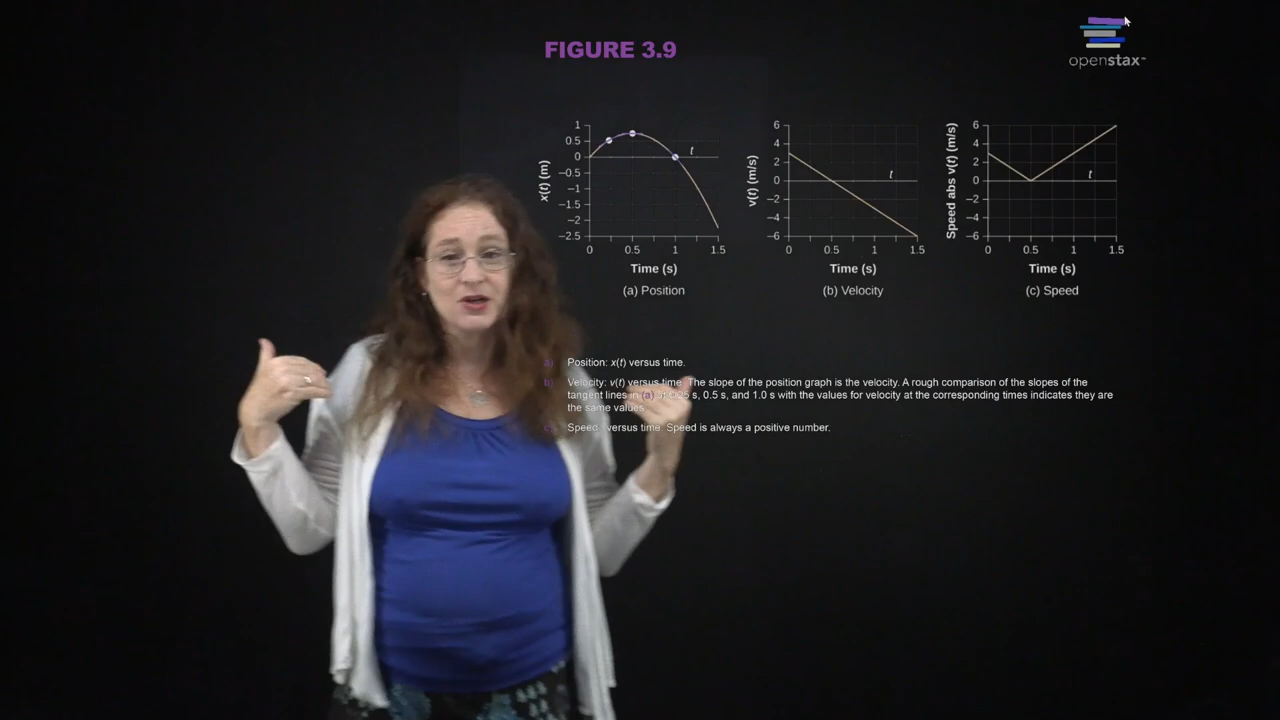 FIGURE 3.9
openstax™
1
0.5
0
−0.5
−1
−1.5
−2
−2.5
x(t) (m)
t
0 0.5 1 1.5
Time (s)
(a) Position
6
4
2
0
−2
−4
−6
v(t) (m/s)
t
0 0.5 1 1.5
Time (s)
(b) Velocity
6
4
2
0
−2
−4
−6
Speed abs v(t) (m/s)
t
0 0.5 1 1.5
Time (s)
(c) Speed
a) Position: x(t) versus time.
b) Velocity: v(t) versus time. The slope of the position graph is the velocity. A rough comparison of the slopes of the
tangent lines in (a) at 0.25 s, 0.5 s, and 1.0 s with the values for velocity at the corresponding times indicates they are
the same values.
c) Speed versus time. Speed is always a positive number.